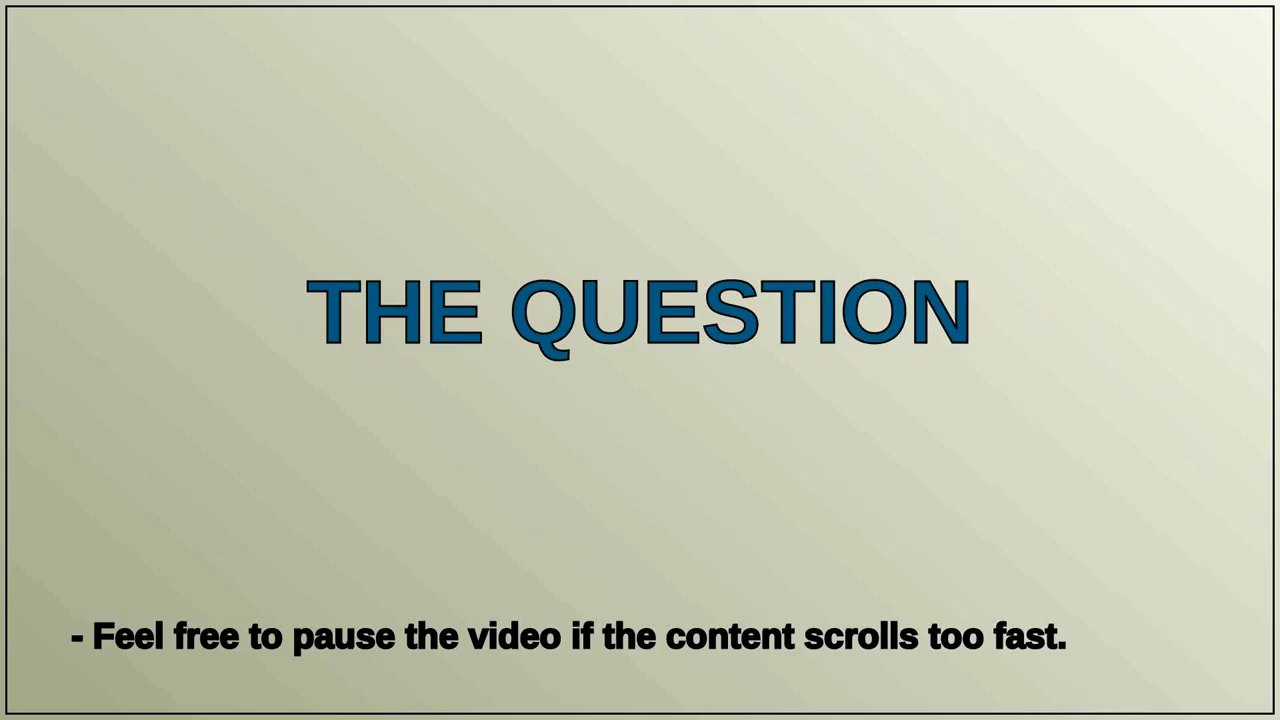 THE QUESTION
- Feel free to pause the video if the content scrolls too fast.